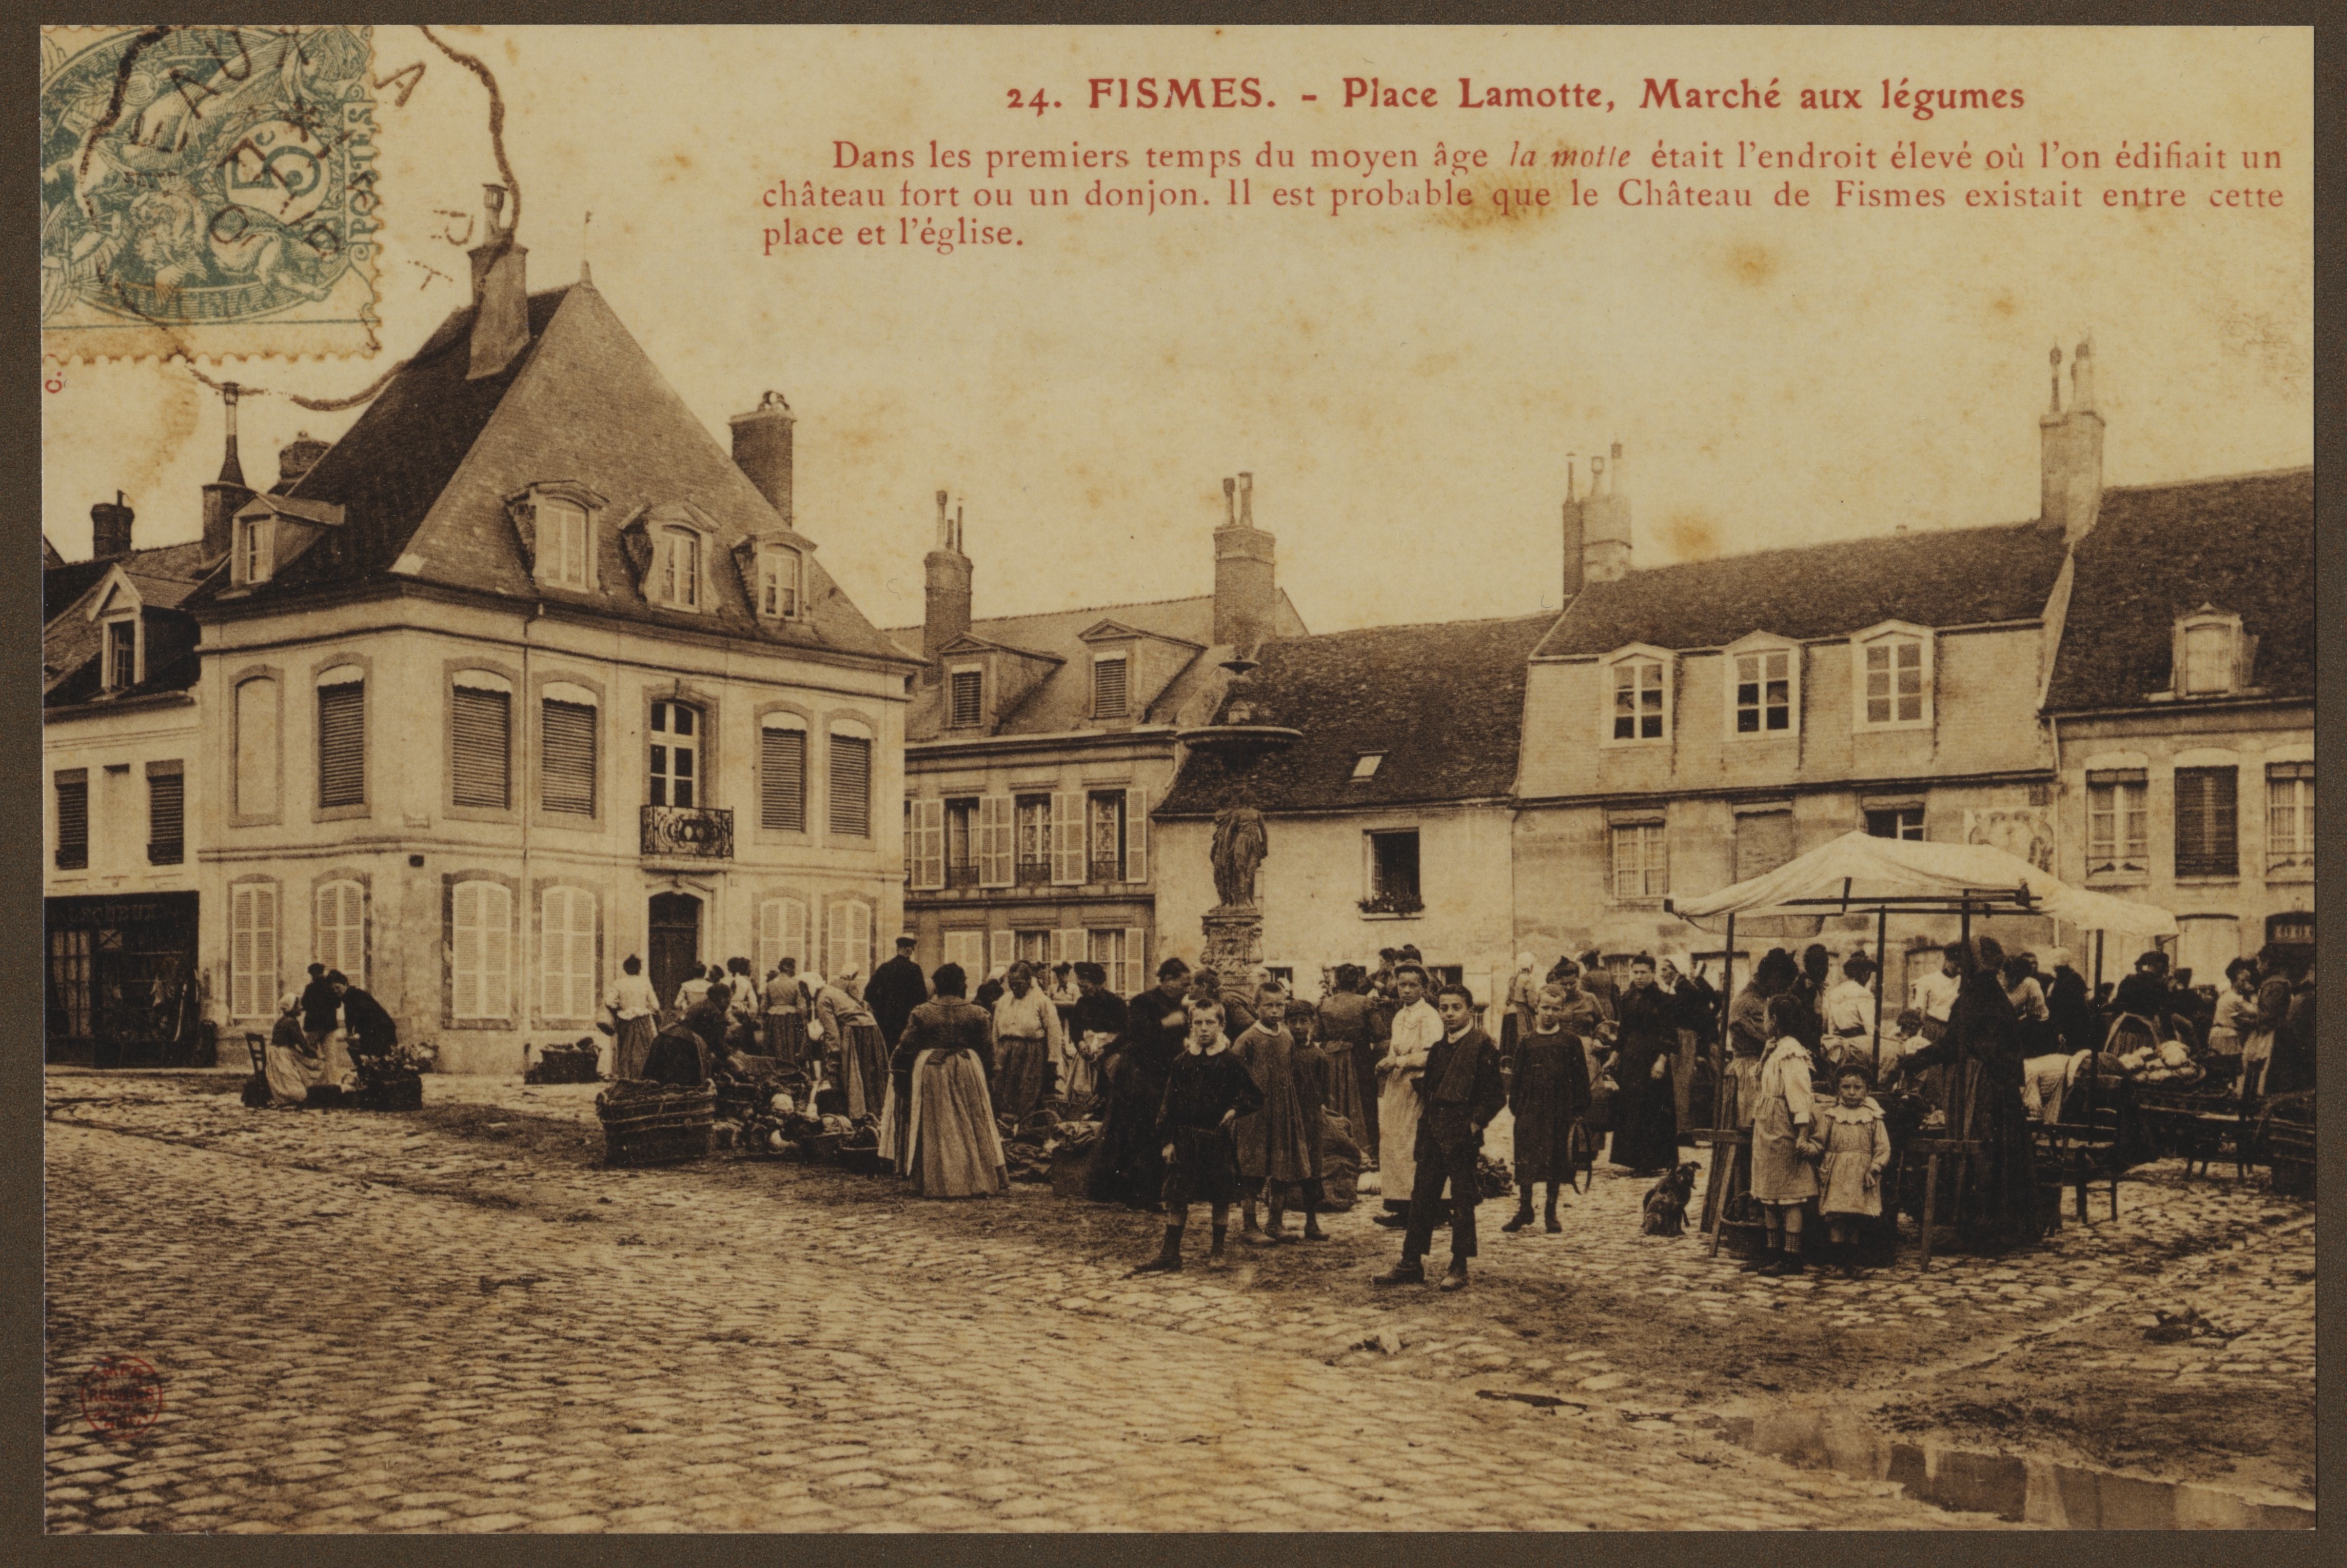 24. FISMES. - Place Lamotte, Marché aux légumes
Dans les premiers temps du moyen âge la motte était l'endroit élevé où l'on édifiait un
château fort ou un donjon. Il est probable que le Château de Fismes existait entre cette
place et l'église.
5c
POSTES
C.